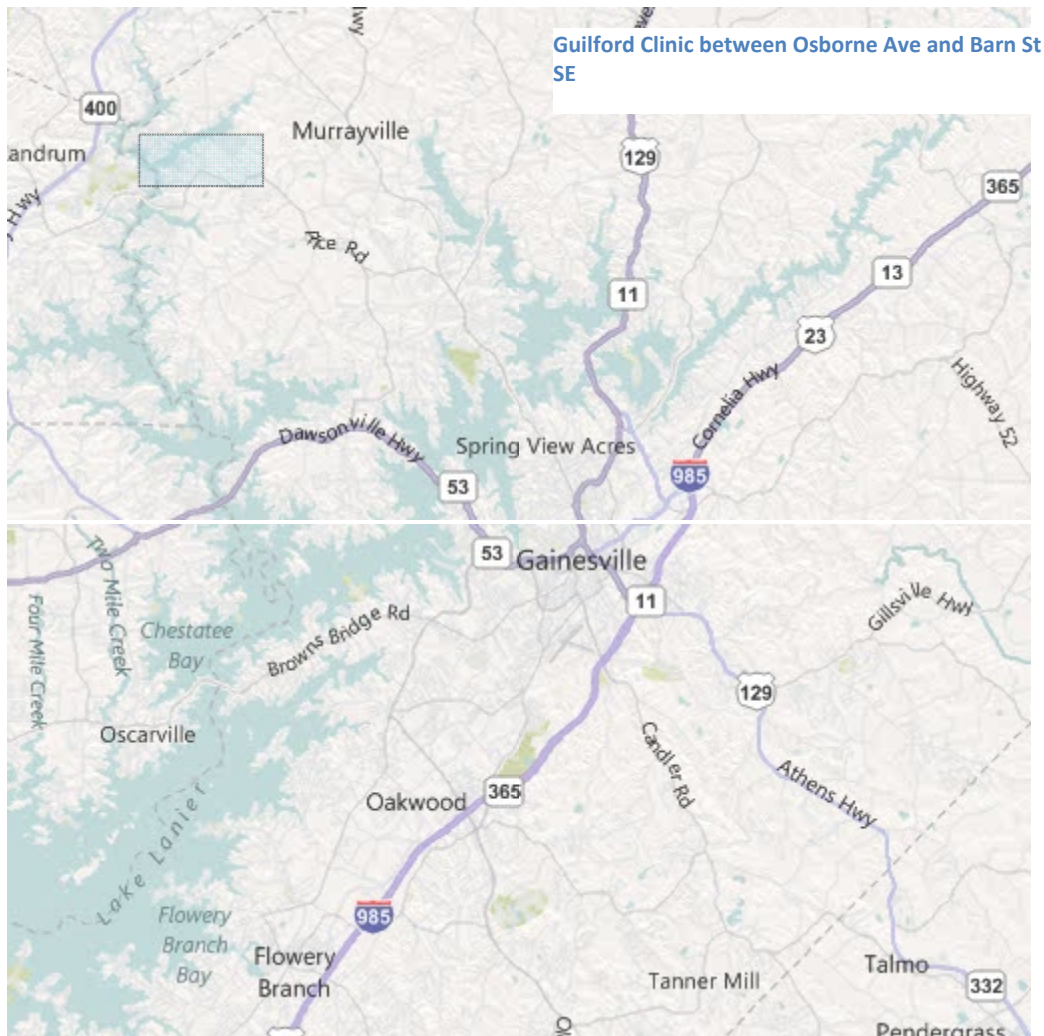 Guilford Clinic between Osborne Ave and Barn St
SE
400
Murrayville
andrum
129
365
y Hwy
Rd
13
11
23
Highway 52
Cornelia Hwy
Dawsonville Hwy
Spring View Acres
985
53
53
Gainesville
Two Mile Creek
Four Mile Creek
11
Gillsville Hwy
Chestatee
Bay
Browns Bridge Rd
129
Oscarville
Candler Rd
Athens Hwy
365
Oakwood
Lake Lanier
985
Flowery
Branch
Bay
Flowery
Branch
Tanner Mill
Talmo
332
Pendergrass